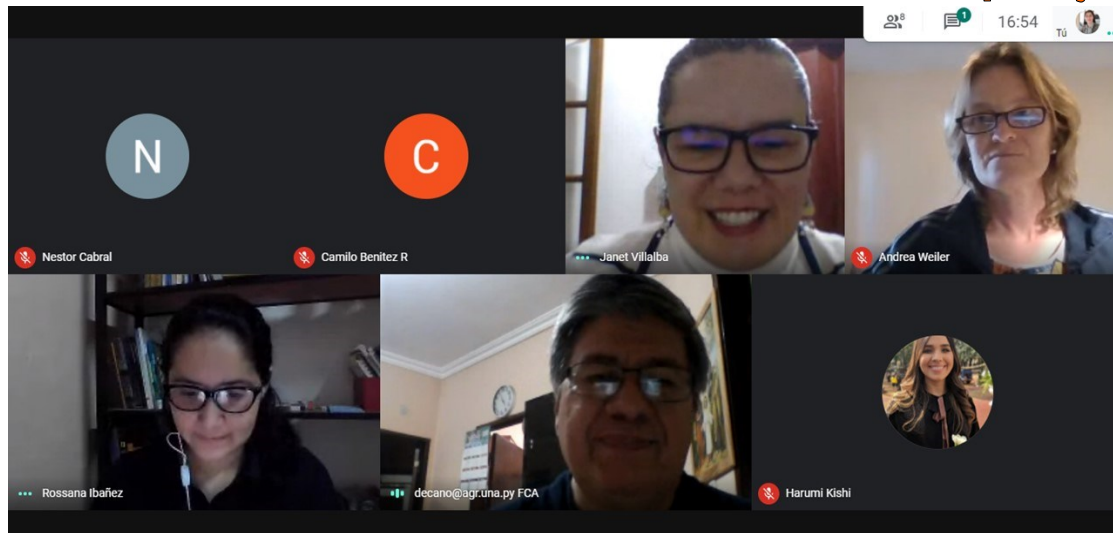 8
1
16:54
Tú
N
C
Nestor Cabral
Camilo Benitez R
Janet Villalba
Andrea Weiler
Rossana Ibañez
decano@agr.una.py FCA
Harumi Kishi